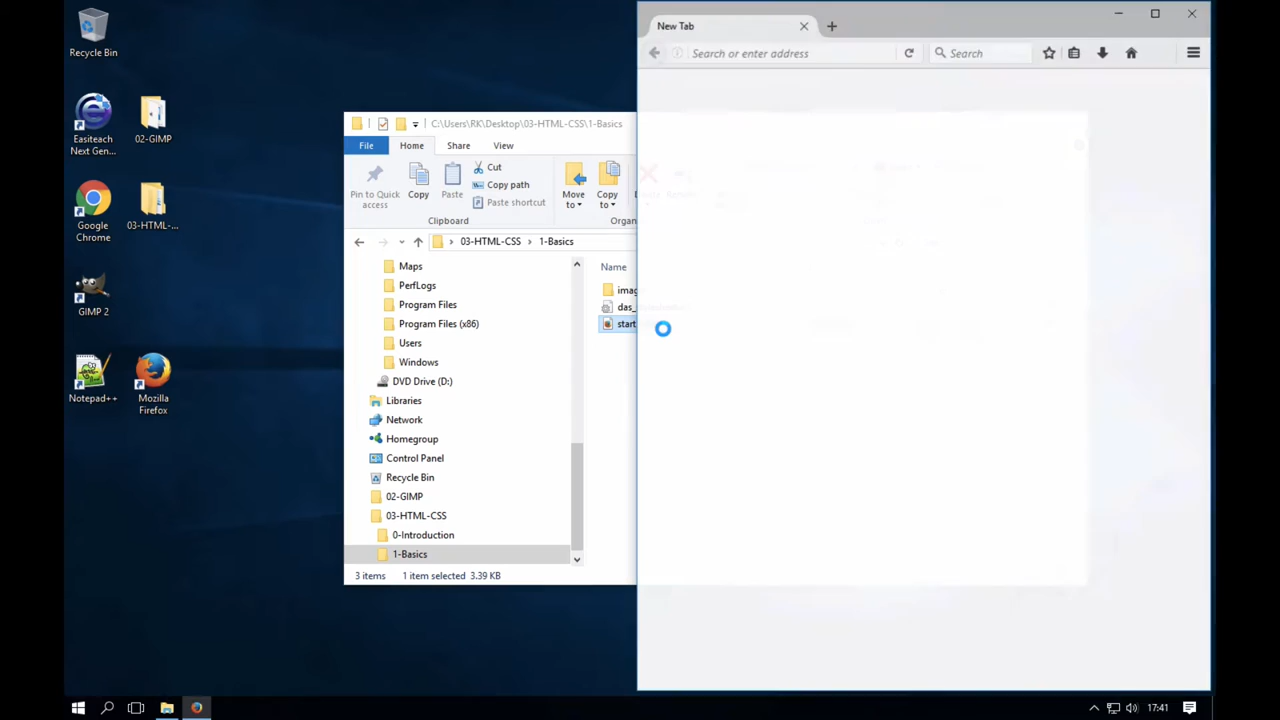 Recycle Bin
Easiteach
Next Gen...
02-GIMP
Google
Chrome
03-HTML-...
GIMP 2
Notepad++
Mozilla
Firefox
C:\Users\RK\Desktop\03-HTML-CSS\1-Basics
File
Home
Share
View
Pin to Quick
access
Copy
Paste
Cut
Copy path
Paste shortcut
Move
to
Copy
to
Clipboard
Organ
03-HTML-CSS
1-Basics
Maps
PerfLogs
Program Files
Program Files (x86)
Users
Windows
DVD Drive (D:)
Libraries
Network
Homegroup
Control Panel
Recycle Bin
02-GIMP
03-HTML-CSS
0-Introduction
1-Basics
Name
imag
das_
start
3 items
1 item selected 3.39 KB
New Tab
Search or enter address
Search
17:41